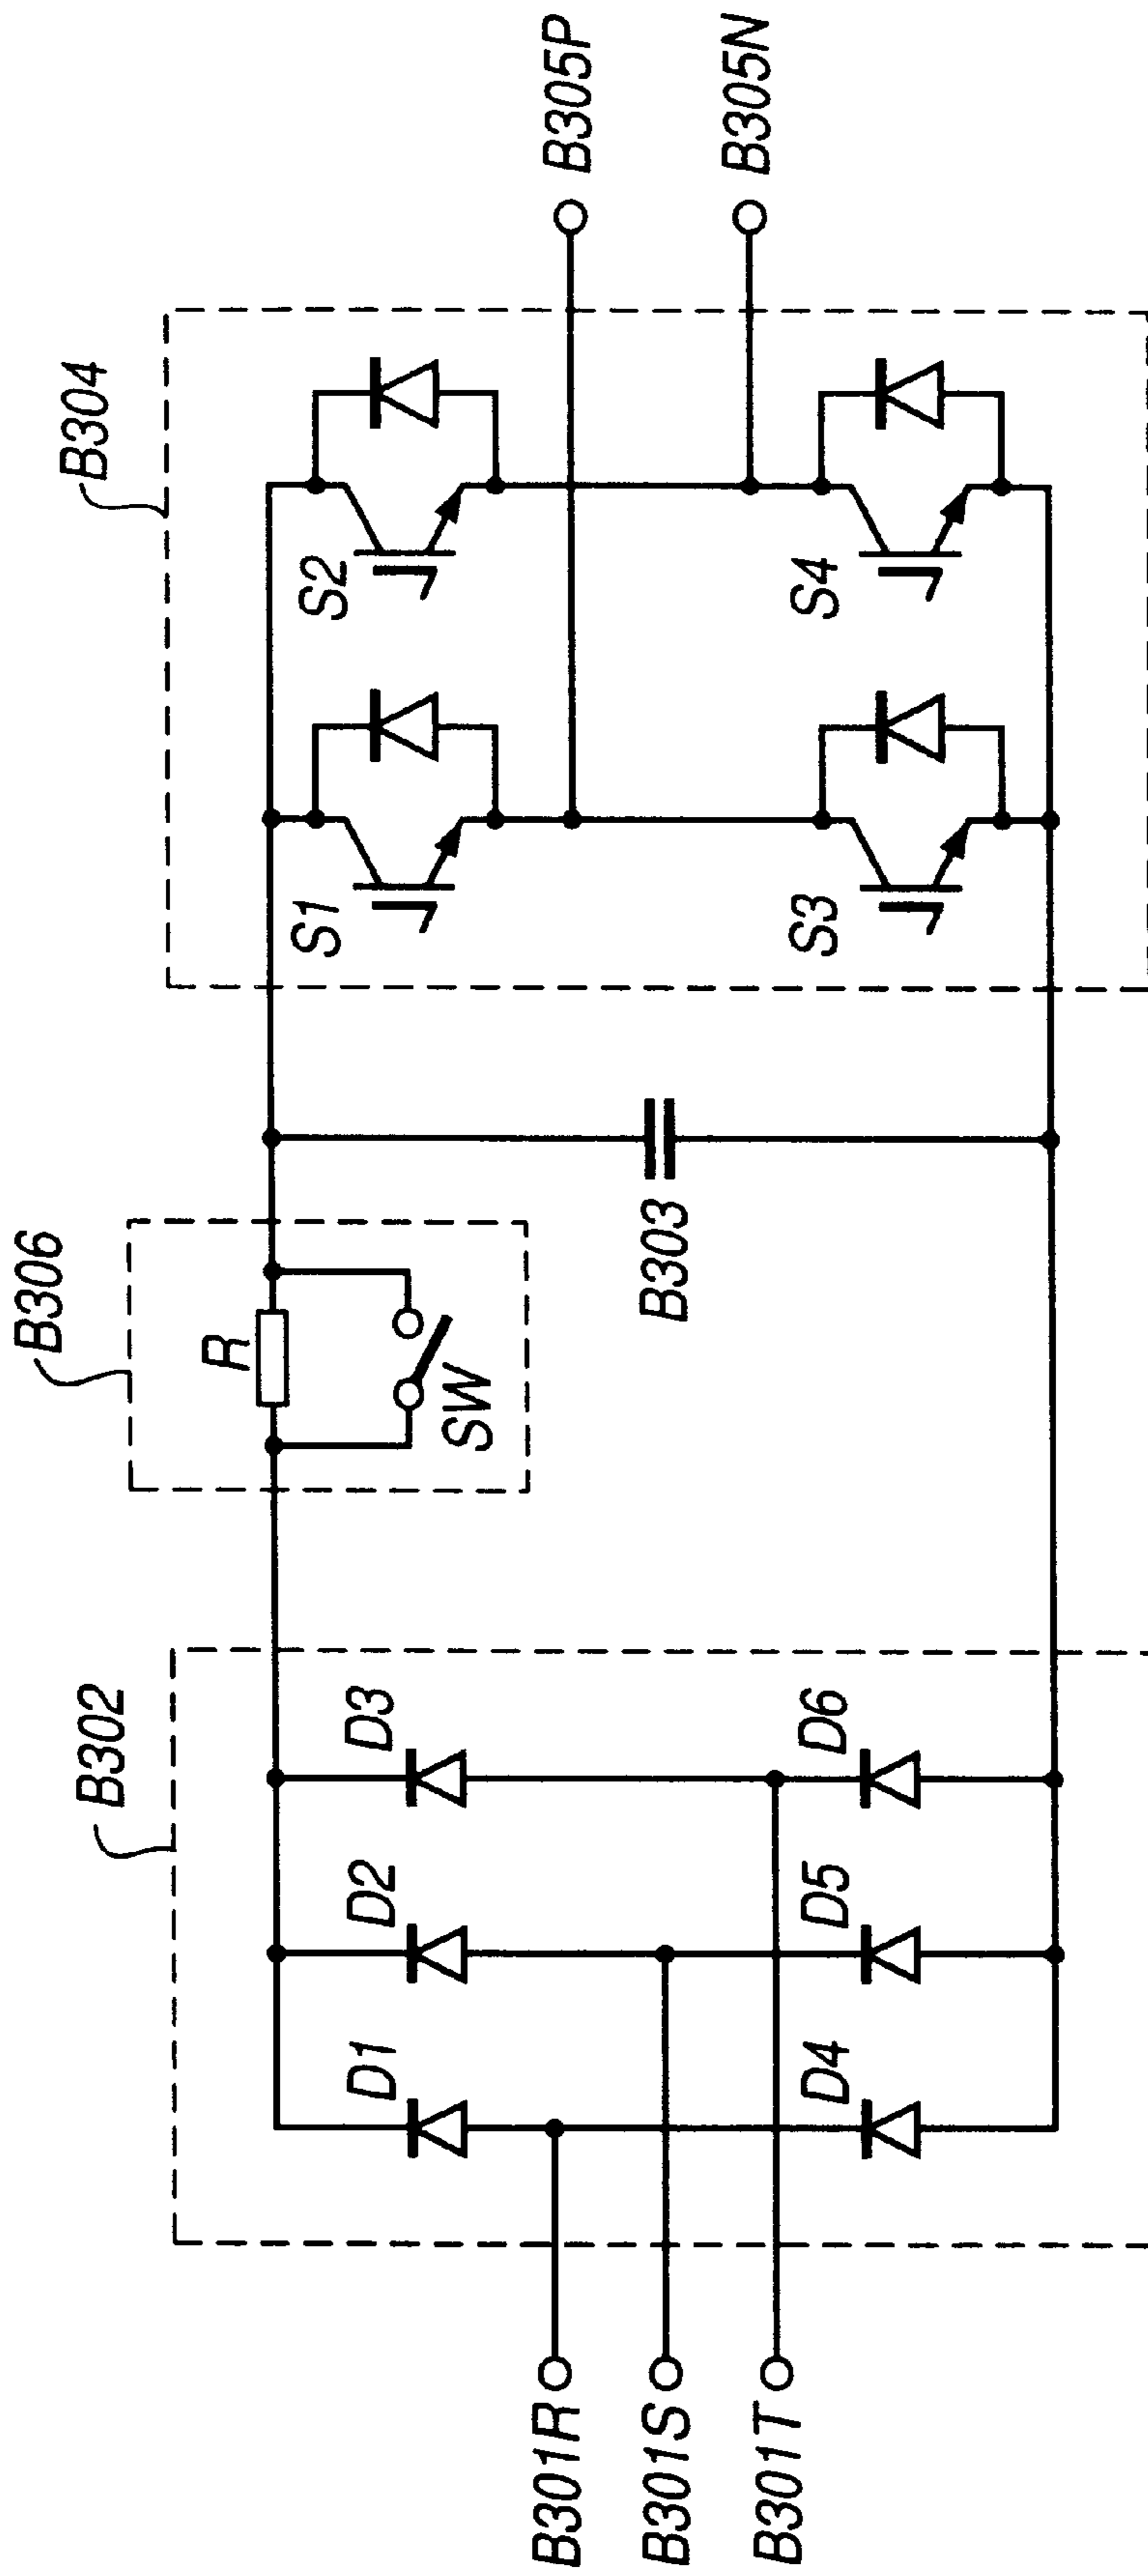 B302
B306
B304
D1
D2
D3
R
SW
S1
S2
B305P
B301R
B301S
B301T
B303
B305N
D4
D5
D6
S3
S4